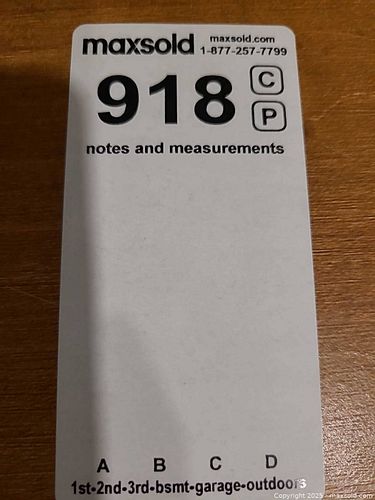 maxsold maxsold.com
1-877-257-7799
918 C
P
notes and measurements
A B C D
1st-2nd-3rd-bsmt-garage-outdoors
Copyright 2025 - maxsold.com